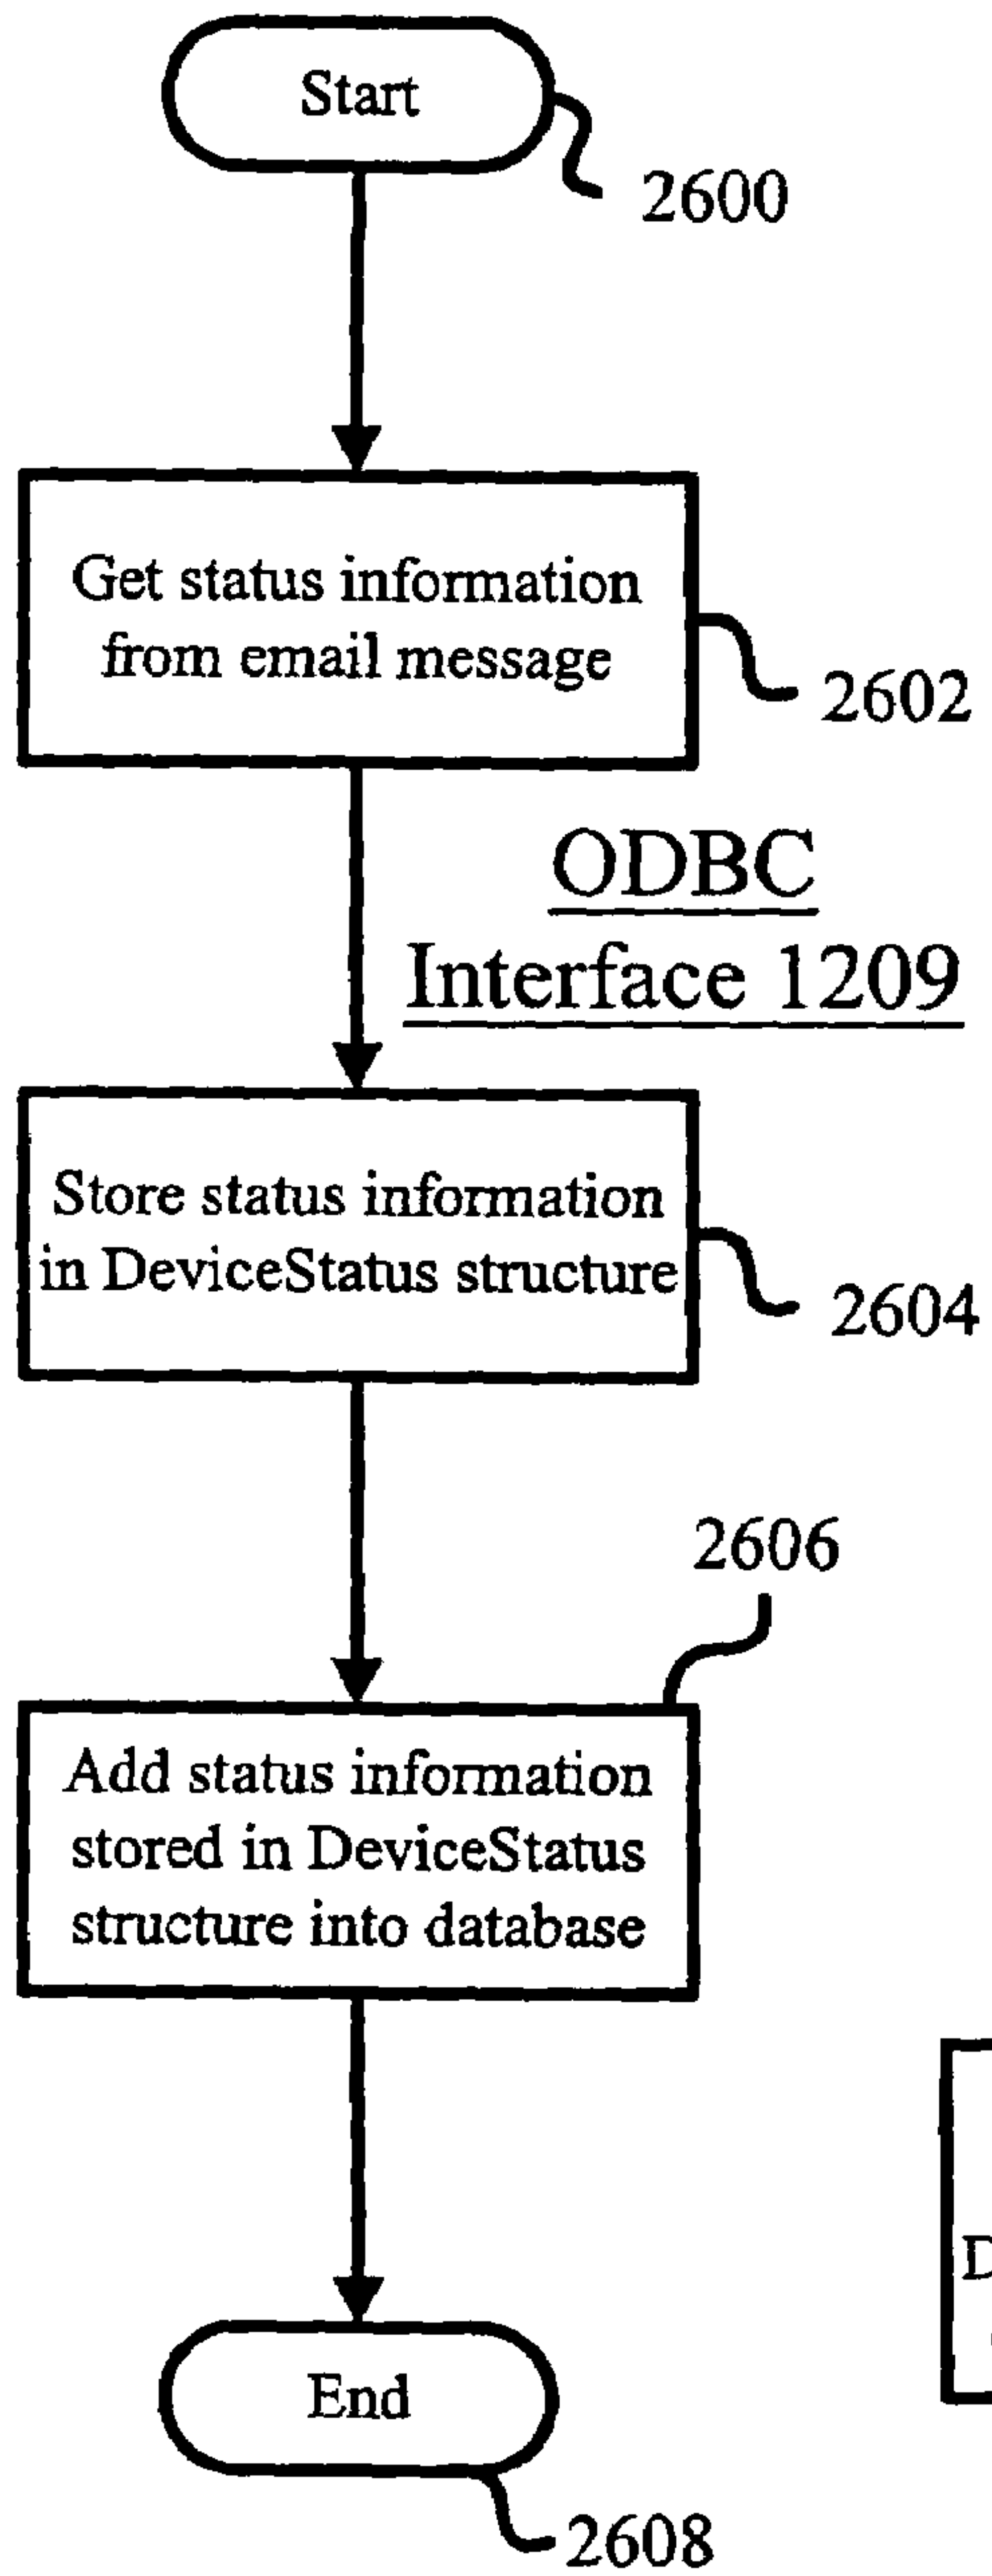 Start
2600
Get status information
from email message
2602
ODBC
Interface 1209
Store status information
in DeviceStatus structure
2604
2606
Add status information
stored in DeviceStatus
structure into database
D
End
2608